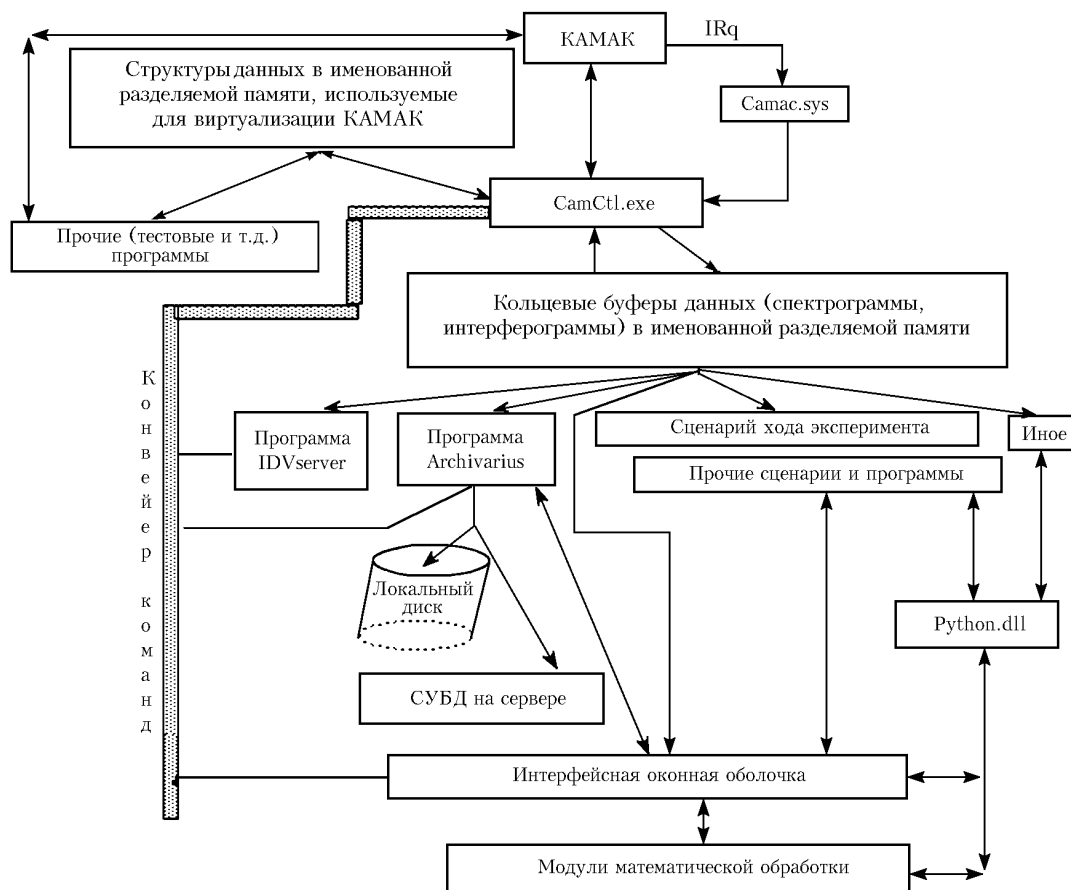 КАМАК
IRq
Структуры данных в именованной
разделяемой памяти, используемые
для виртуализации КАМАК
Camac.sys
CamCtl.exe
Прочие (тестовые и т.д.)
программы
Кольцевые буферы данных (спектрограммы,
интерферограммы) в именованной разделяемой памяти
Конвейер команд
Программа
IDVserver
Программа
Archivarius
Сценарий хода эксперимента
Иное
Прочие сценарии и программы
Локальный
диск
Python.dll
СУБД на сервере
Интерфейсная оконная оболочка
Модули математической обработки